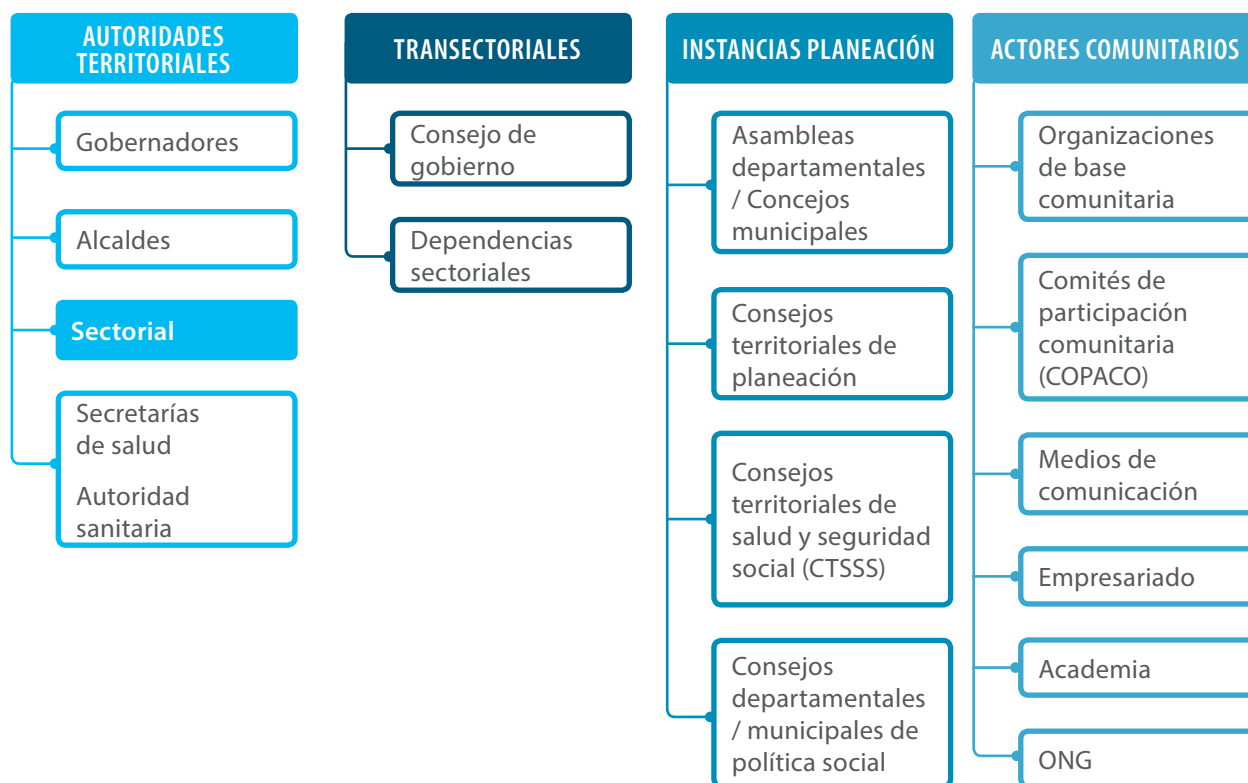 AUTORIDADES
TERRITORIALES
Gobernadores
Alcaldes
Sectorial
Secretarías
de salud
Autoridad
sanitaria
TRANSECTORIALES
Consejo de
gobierno
Dependencias
sectoriales
INSTANCIAS PLANEACIÓN
Asambleas
departamentales
/ Concejos
municipales
Consejos
territoriales de
planeación
Consejos
territoriales de
salud y seguridad
social (CTSSS)
Consejos
departamentales
/ municipales de
política social
ACTORES COMUNITARIOS
Organizaciones
de base
comunitaria
Comités de
participación
comunitaria
(COPACO)
Medios de
comunicación
Empresariado
Academia
ONG